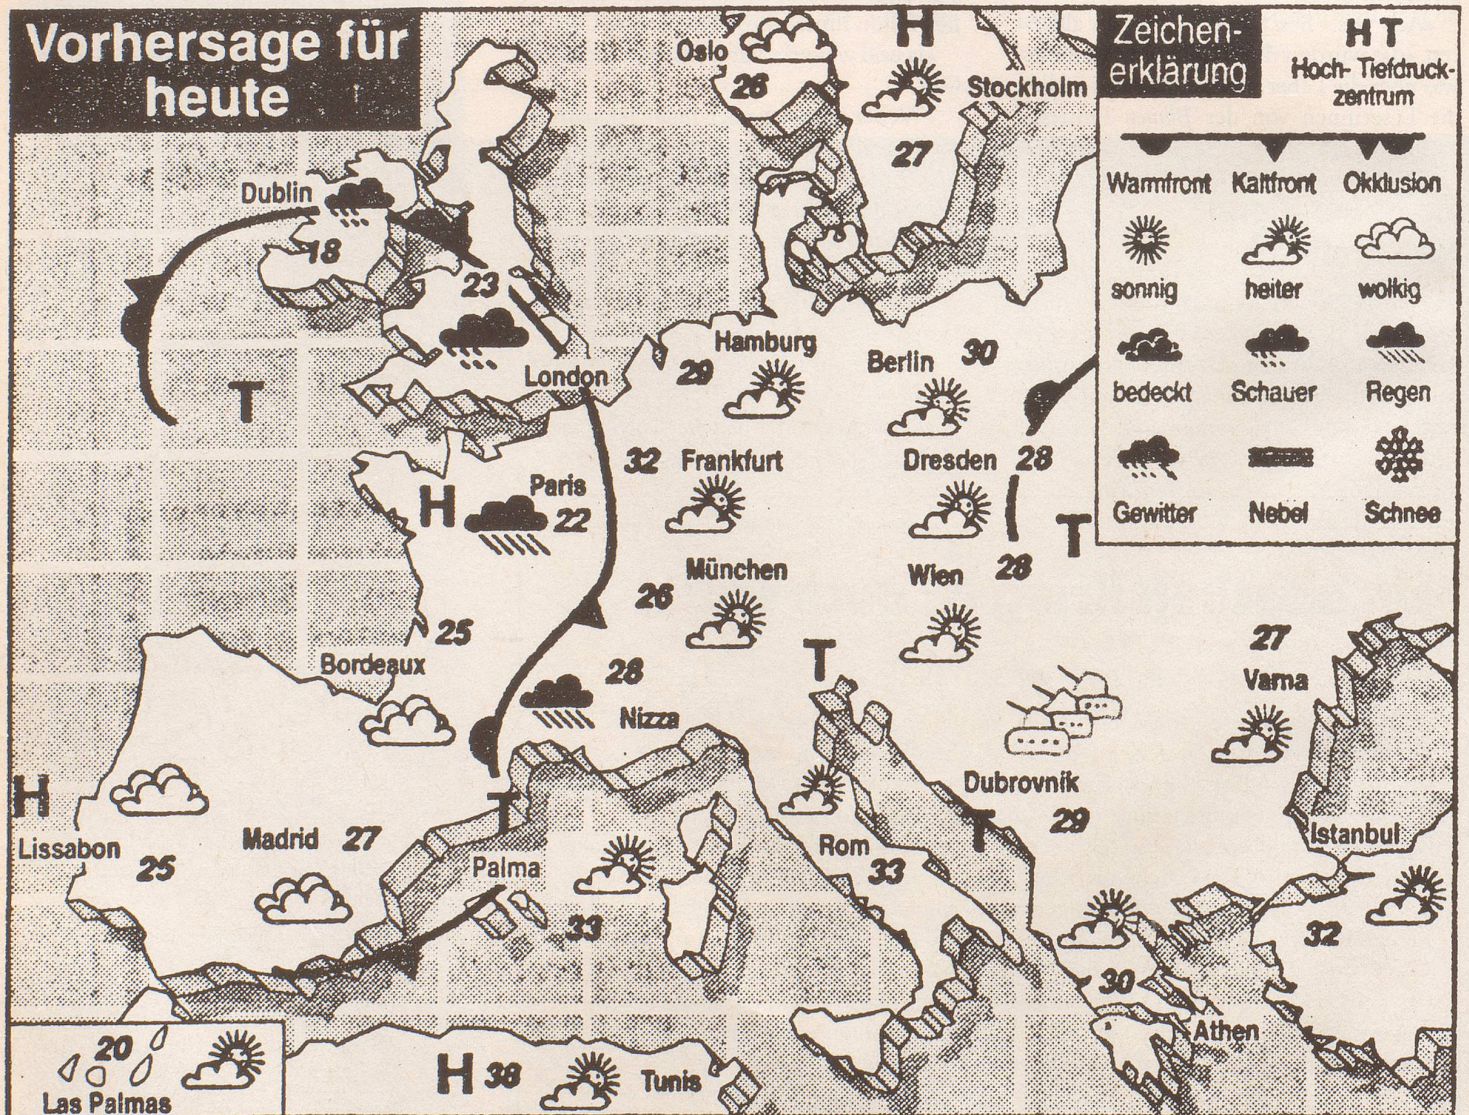 Vorhersage für
heute
Zeichen-
erklärung
H T
Hoch- Tiefdruck-
zentrum
Warmfront Kaltfront Okklusion
sonnig heiter wolkig
bedeckt Schauer Regen
Gewitter Nebel Schnee
Oslo
26
H
Stockholm
27
Dublin
18
23
London
T
Hamburg
29
Berlin 30
32 Frankfurt
Dresden 28
H
Paris
22
T
München
26
Wien 28
25
Bordeaux
28
Nizza
T
27
Varna
H
Lissabon
25
Madrid 27
T
Palma
33
Rom
33
Dubrovnik
T
29
Istanbul
32
30
Athen
20
Las Palmas
H 38 Tunis